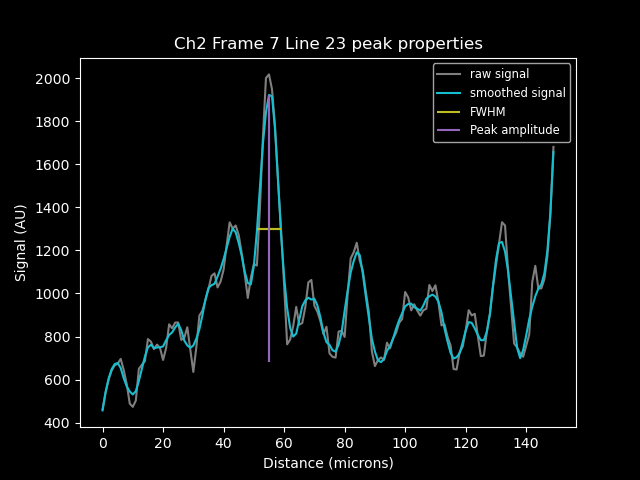 Ch2 Frame 7 Line 23 peak properties
raw signal
smoothed signal
FWHM
Peak amplitude
Signal (AU)
2000
1800
1600
1400
1200
1000
800
600
400
0 20 40 60 80 100 120 140
Distance (microns)